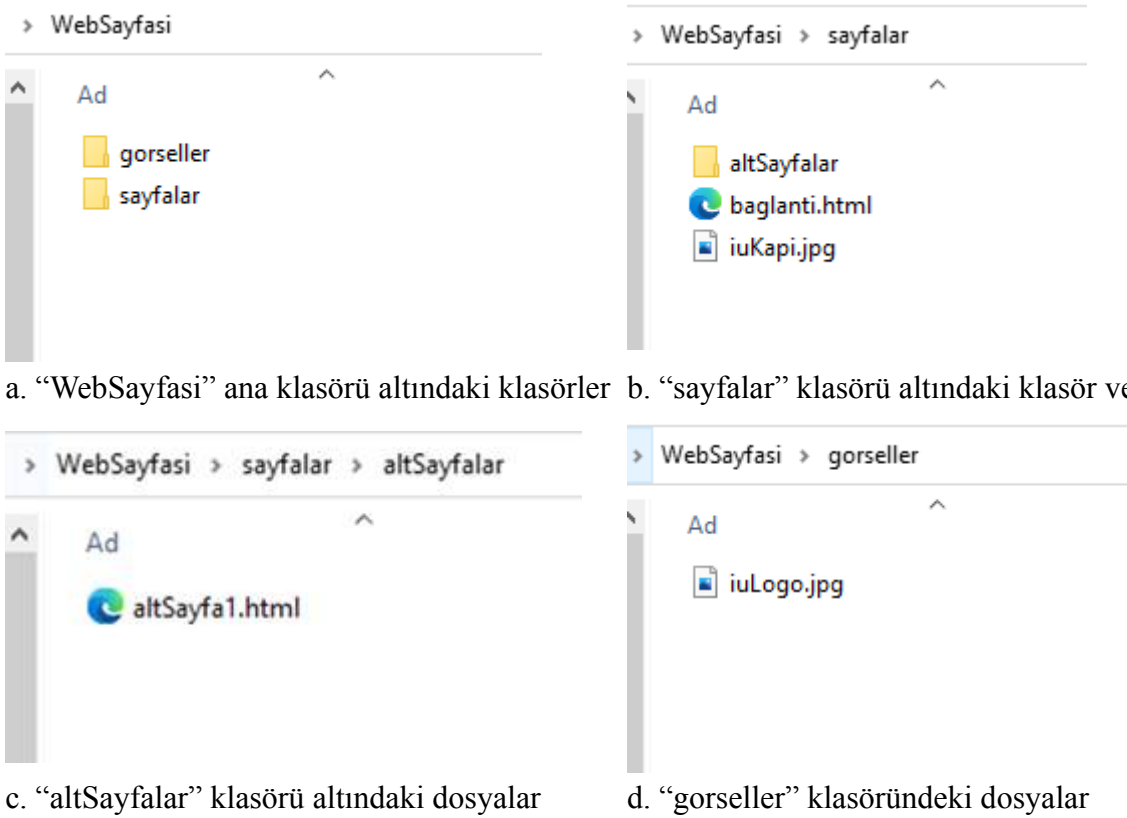 > WebSayfasi
Ad
gorseller
sayfalar
a. “WebSayfasi” ana klasörü altındaki klasörler
> WebSayfasi > sayfalar
Ad
altSayfalar
baglanti.html
iuKapi.jpg
b. “sayfalar” klasörü altındaki klasör ve
> WebSayfasi > sayfalar > altSayfalar
Ad
altSayfa1.html
c. “altSayfalar” klasörü altındaki dosyalar
> WebSayfasi > gorseller
Ad
iuLogo.jpg
d. “gorseller” klasöründeki dosyalar